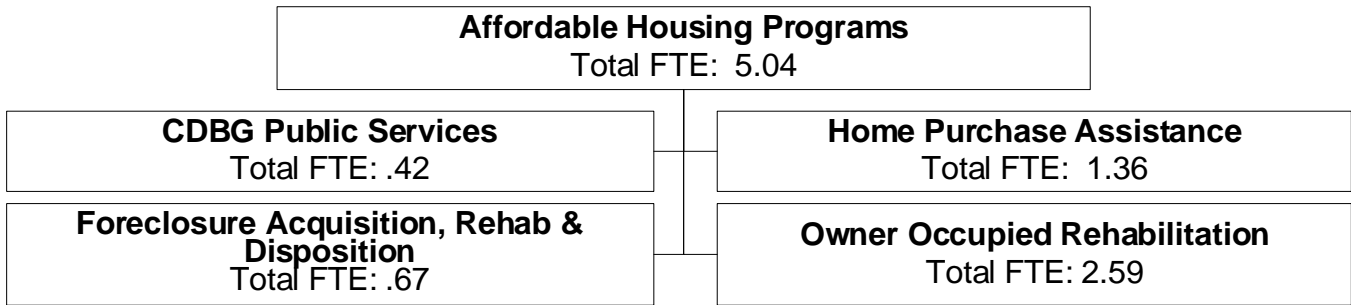 Affordable Housing Programs
Total FTE: 5.04
CDBG Public Services
Total FTE: .42
Home Purchase Assistance
Total FTE: 1.36
Foreclosure Acquisition, Rehab &
Disposition
Total FTE: .67
Owner Occupied Rehabilitation
Total FTE: 2.59